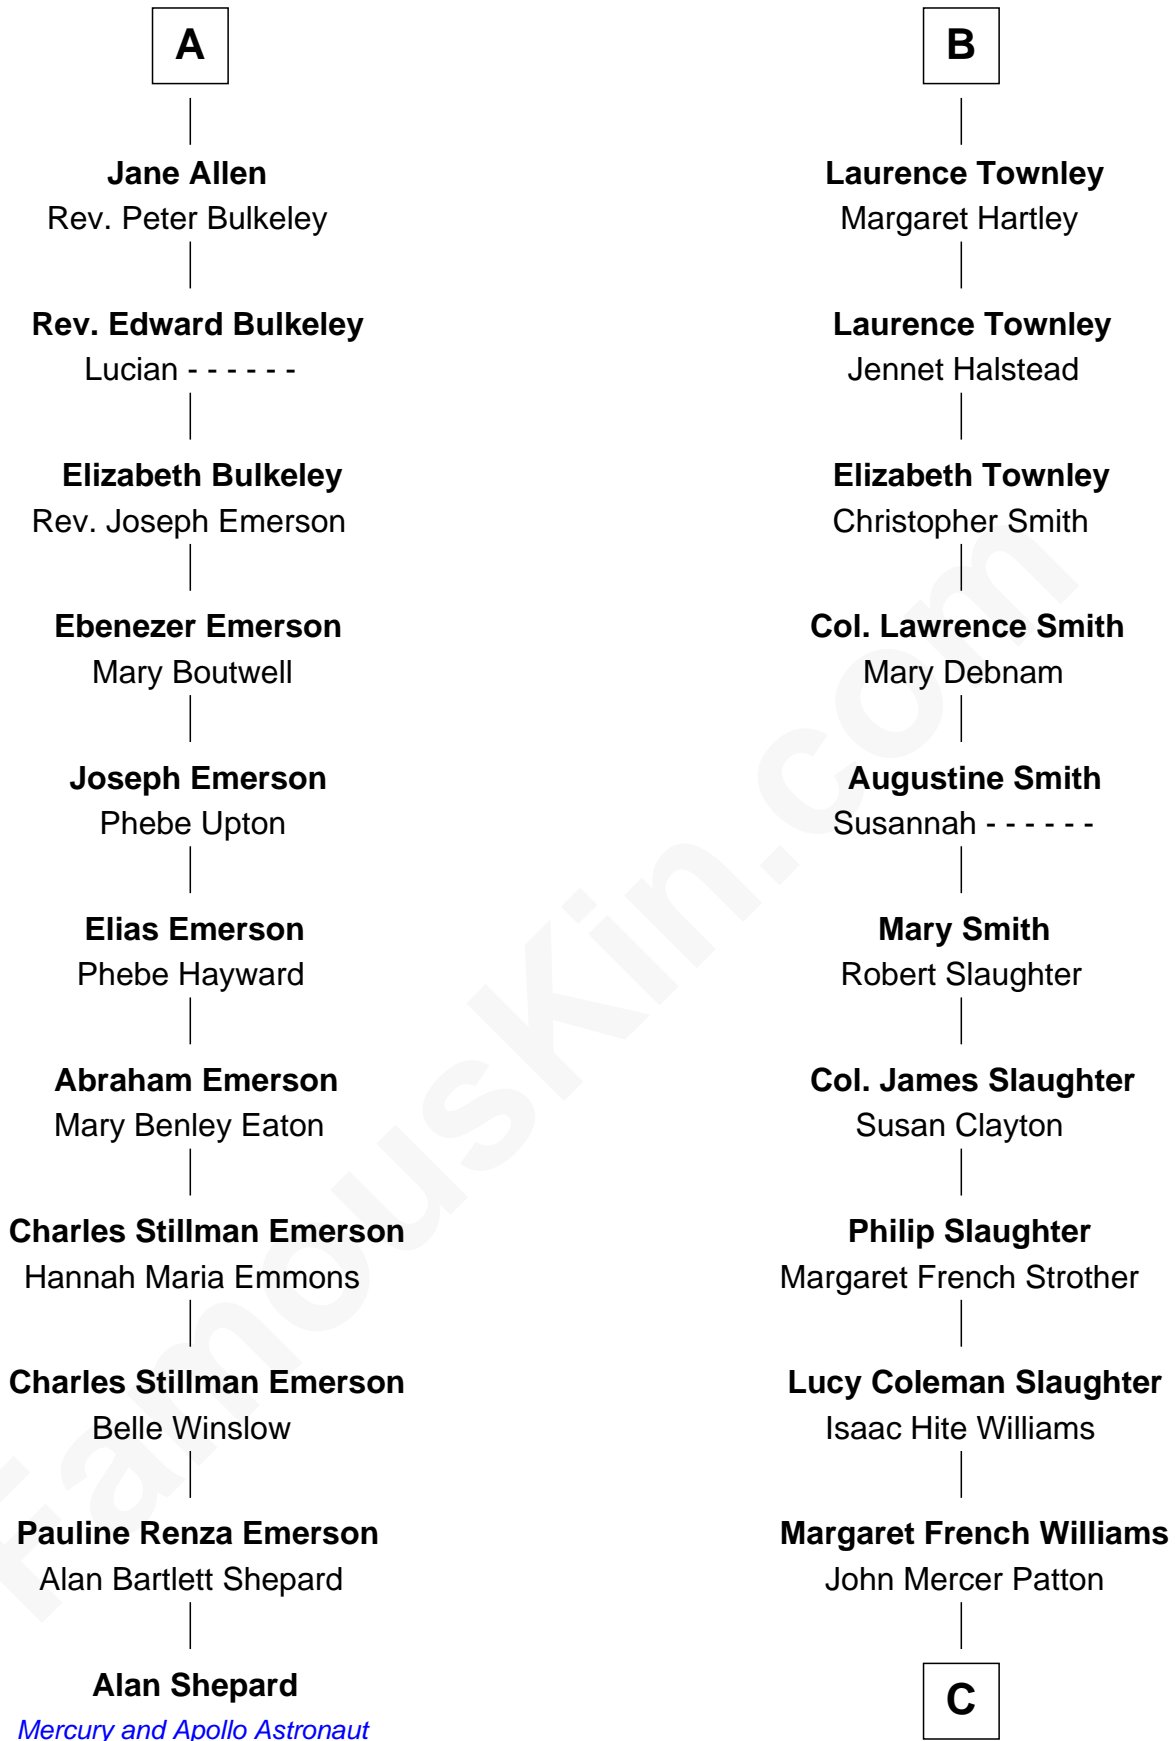 A
Jane Allen
Rev. Peter Bulkeley
Rev. Edward Bulkeley
Lucian - - - - - -
Elizabeth Bulkeley
Rev. Joseph Emerson
Ebenezer Emerson
Mary Boutwell
Joseph Emerson
Phebe Upton
Elias Emerson
Phebe Hayward
Abraham Emerson
Mary Benley Eaton
Charles Stillman Emerson
Hannah Maria Emmons
Charles Stillman Emerson
Belle Winslow
Pauline Renza Emerson
Alan Bartlett Shepard
Alan Shepard
Mercury and Apollo Astronaut
B
Laurence Townley
Margaret Hartley
Laurence Townley
Jennet Halstead
Elizabeth Townley
Christopher Smith
Col. Lawrence Smith
Mary Debnam
Augustine Smith
Susannah - - - - - -
Mary Smith
Robert Slaughter
Col. James Slaughter
Susan Clayton
Philip Slaughter
Margaret French Strother
Lucy Coleman Slaughter
Isaac Hite Williams
Margaret French Williams
John Mercer Patton
C
FamousKin.com